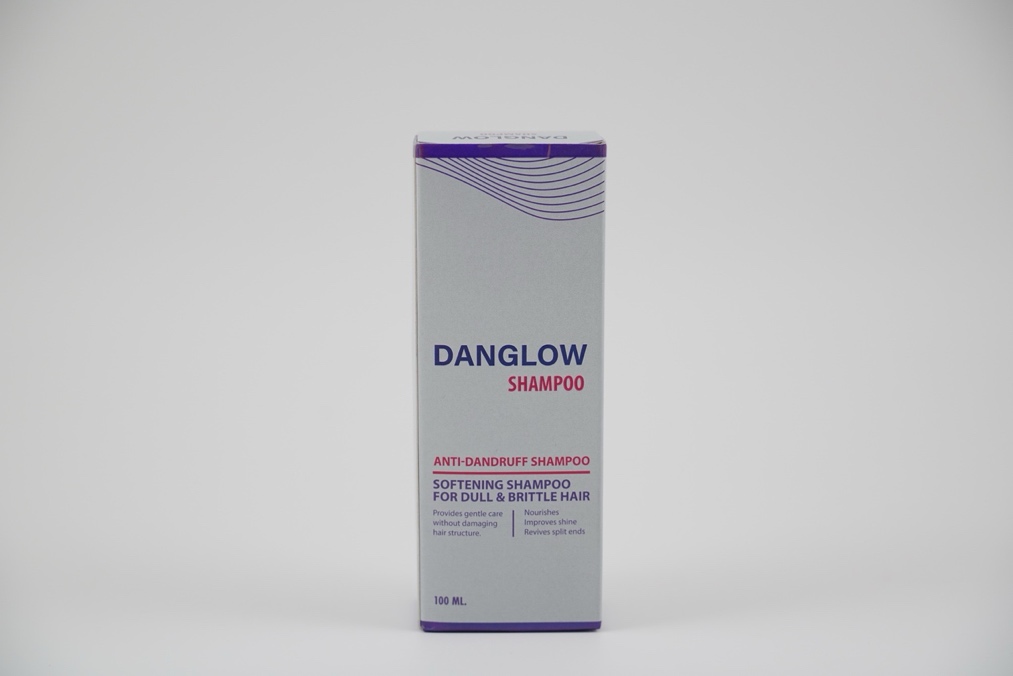 DANGLOW
DANGLOW
SHAMPOO
ANTI-DANDRUFF SHAMPOO
SOFTENING SHAMPOO
FOR DULL & BRITTLE HAIR
Provides gentle care
without damaging
hair structure.
Nourishes
Improves shine
Revives split ends
100 ML.